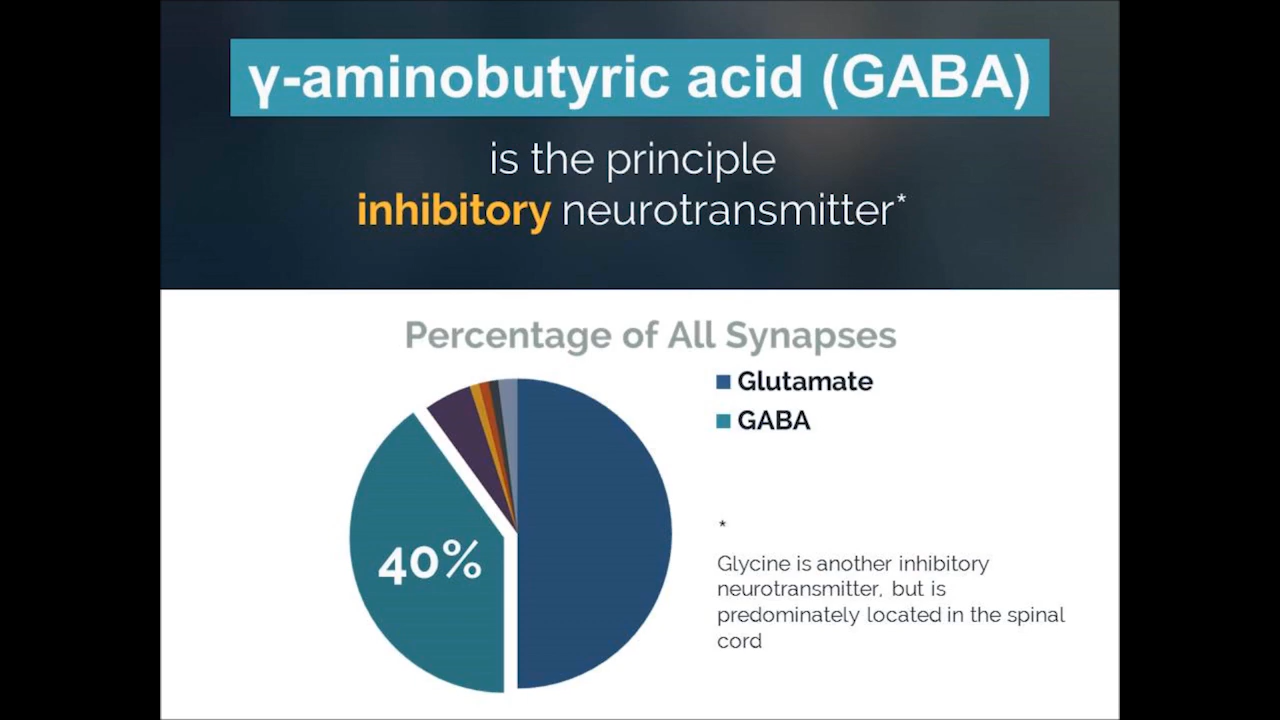 γ-aminobutyric acid (GABA)
is the principle
inhibitory neurotransmitter*
Percentage of All Synapses
Glutamate
GABA
40%
*
Glycine is another inhibitory
neurotransmitter, but is
predominately located in the spinal
cord